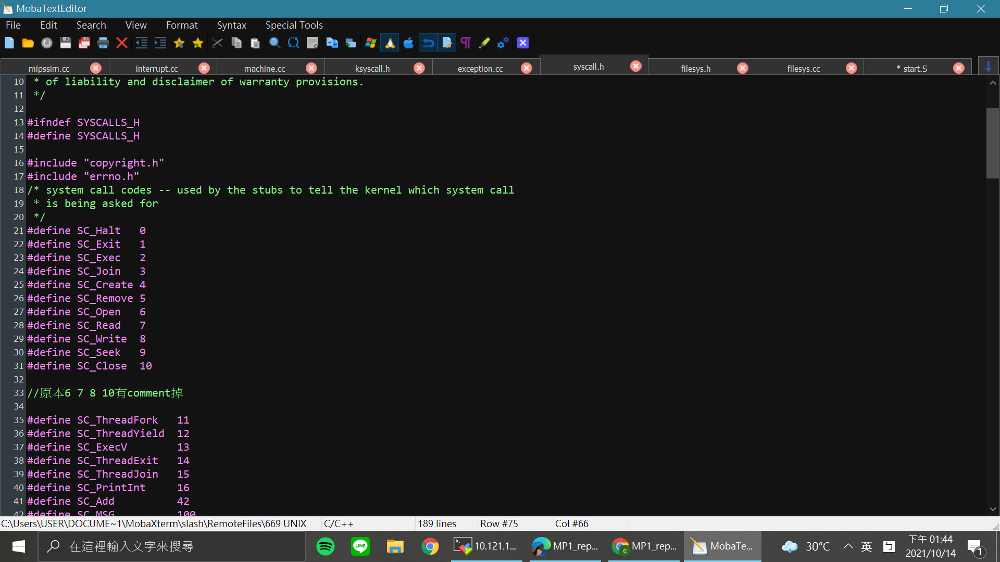 MobaTextEditor
File Edit Search View Format Syntax Special Tools
mipssim.cc interrupt.cc machine.cc ksyscall.h exception.cc syscall.h filesys.h filesys.cc * start.S
10 * of liability and disclaimer of warranty provisions.
11 */
12
13 #ifndef SYSCALLS_H
14 #define SYSCALLS_H
15
16 #include "copyright.h"
17 #include "errno.h"
18 /* system call codes -- used by the stubs to tell the kernel which system call
19 * is being asked for
20 */
21 #define SC_Halt 0
22 #define SC_Exit 1
23 #define SC_Exec 2
24 #define SC_Join 3
25 #define SC_Create 4
26 #define SC_Remove 5
27 #define SC_Open 6
28 #define SC_Read 7
29 #define SC_Write 8
30 #define SC_Seek 9
31 #define SC_Close 10
32
33 //原本6 7 8 10有comment掉
34
35 #define SC_ThreadFork 11
36 #define SC_ThreadYield 12
37 #define SC_ExecV 13
38 #define SC_ThreadExit 14
39 #define SC_ThreadJoin 15
40 #define SC_PrintInt 16
41 #define SC_Add 42
42 #define SC_MSG 100
C:\Users\USER\DOCUME~1\MobaXterm\slash\RemoteFiles\669 UNIX C/C++ 189 lines Row #75 Col #66
在這裡輸入文字來搜尋 LINE 10.121.1... MP1_rep... MP1_rep... MobaTe... 30°C 英 ㄅ 下午 01:44
2021/10/14 1